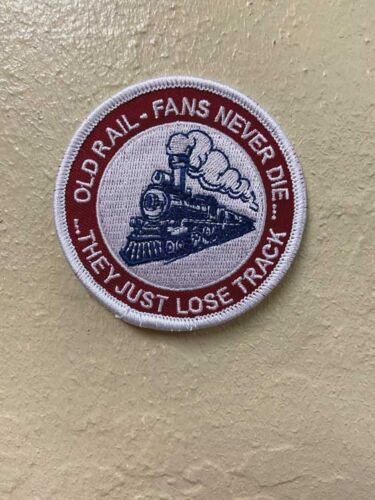 OLD RAIL - FANS NEVER DIE...
...THEY JUST LOSE TRACK